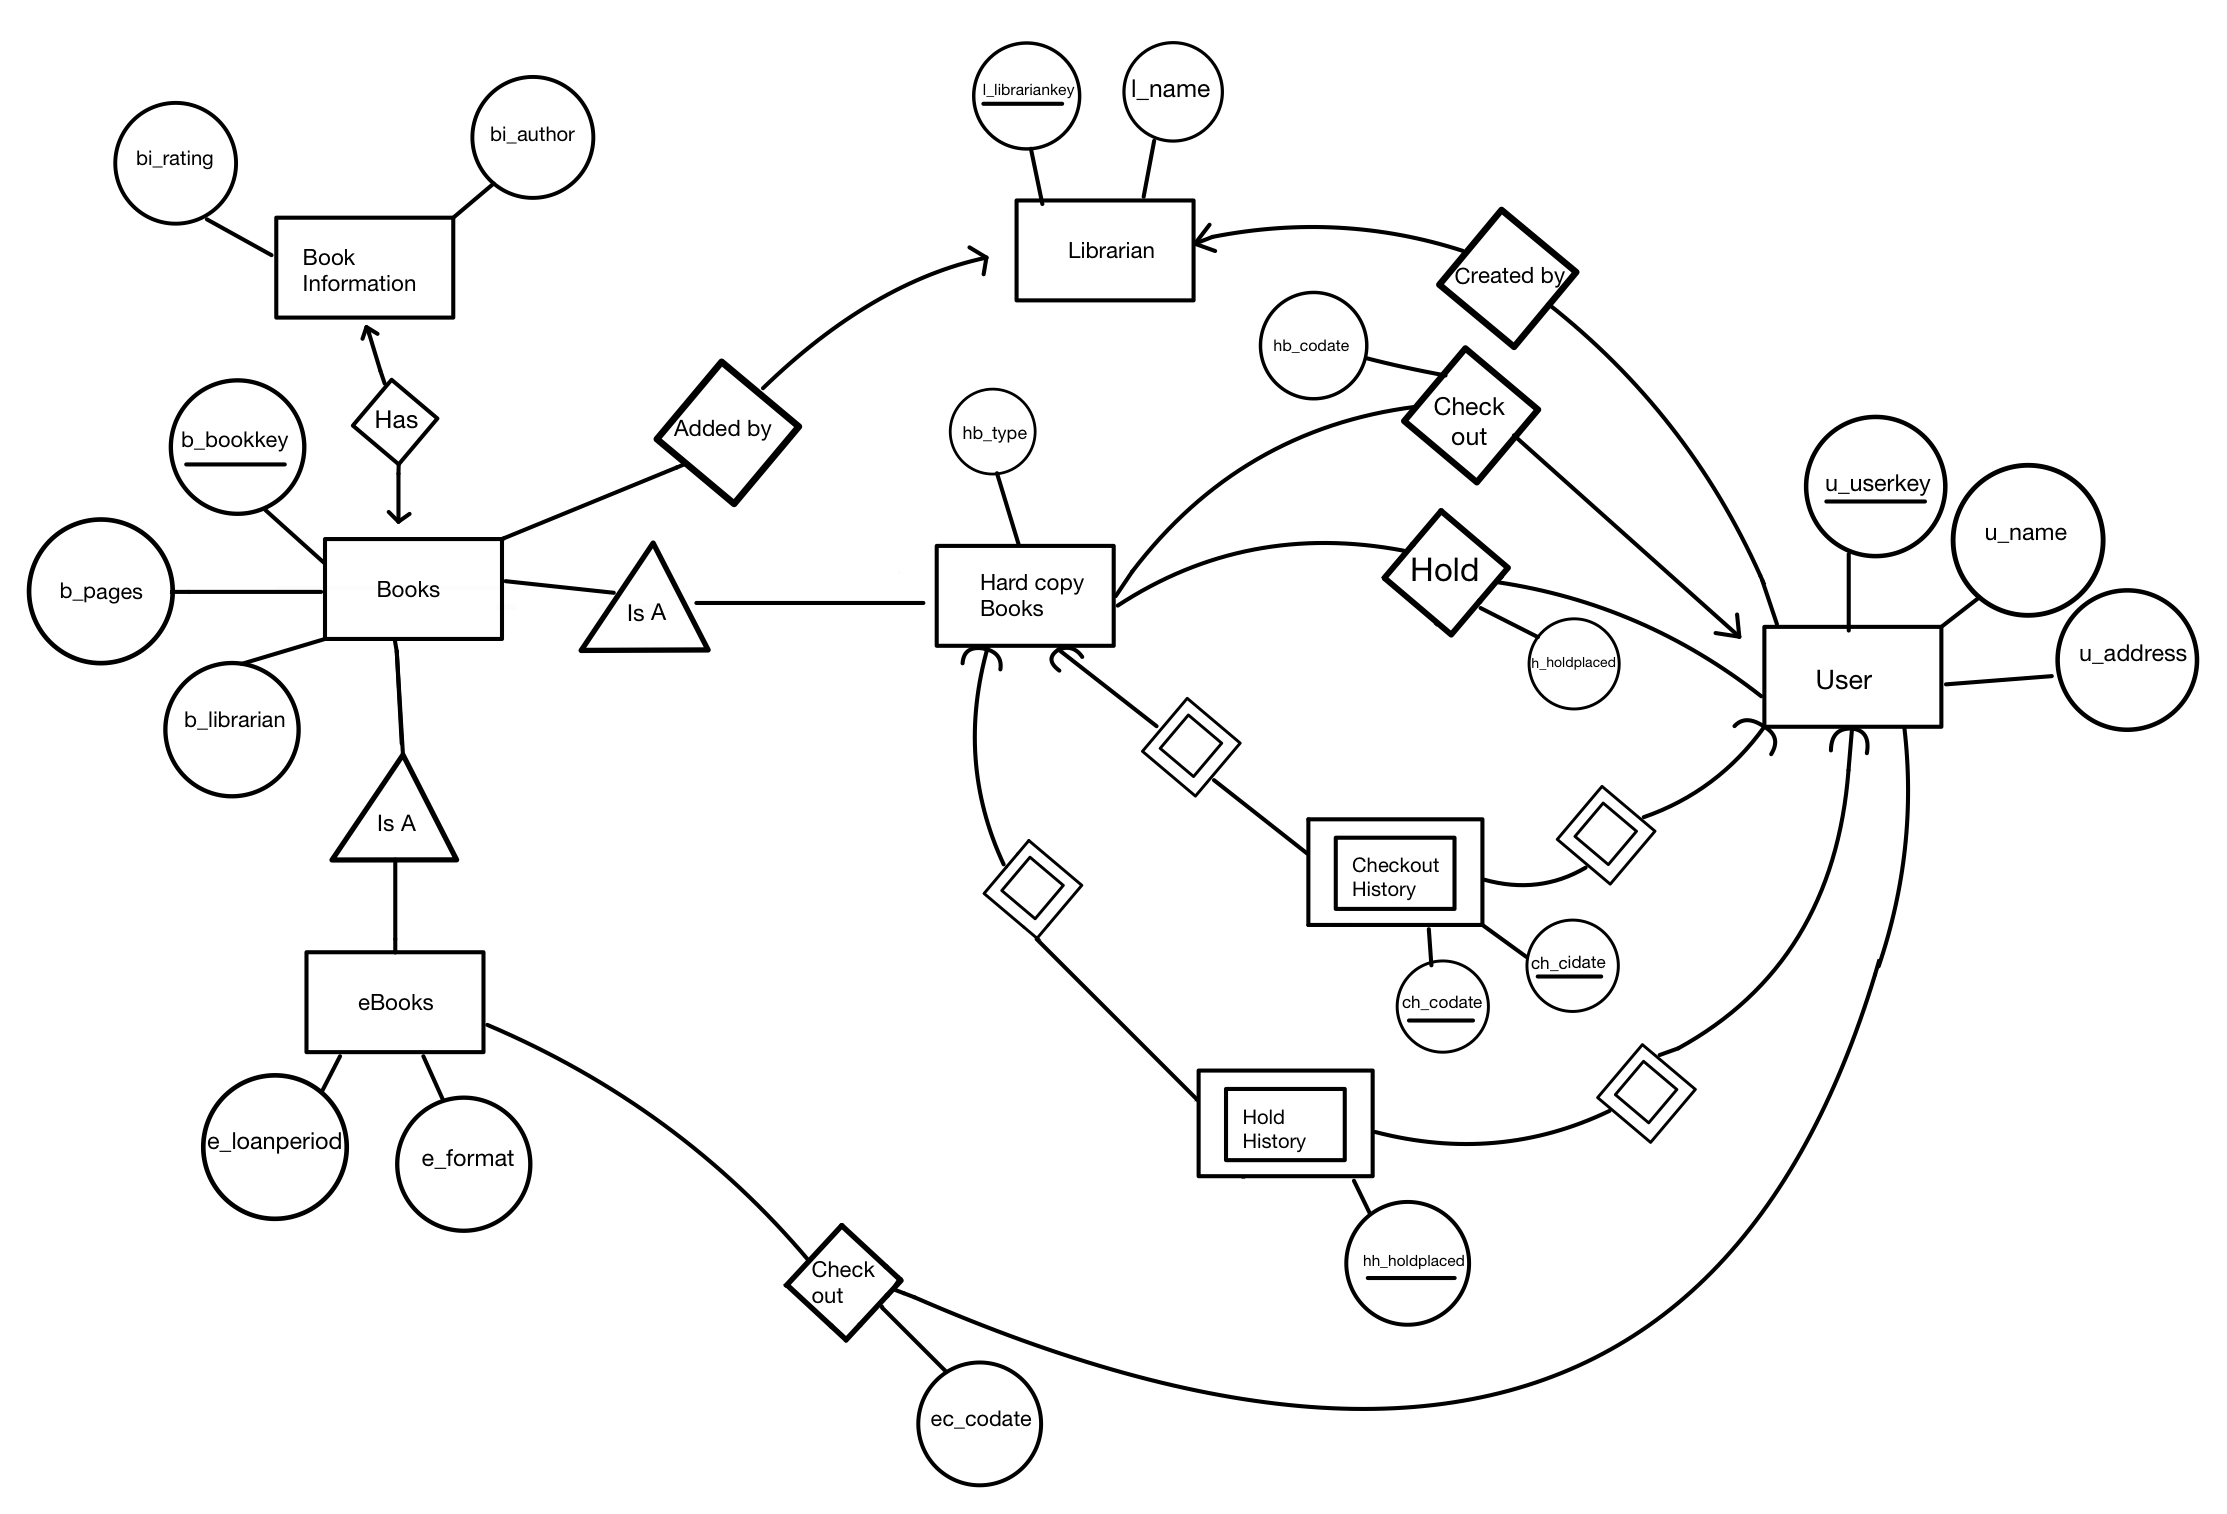 l_librariankey
l_name
bi_rating
bi_author
Book
Information
Librarian
Created by
hb_codate
Has
Added by
Check
out
b_bookkey
hb_type
u_userkey
u_name
b_pages
Books
Is A
Hard copy
Books
Hold
h_holdplaced
User
u_address
b_librarian
Is A
Checkout
History
ch_cidate
ch_codate
eBooks
e_loanperiod
e_format
Hold
History
hh_holdplaced
Check
out
ec_codate